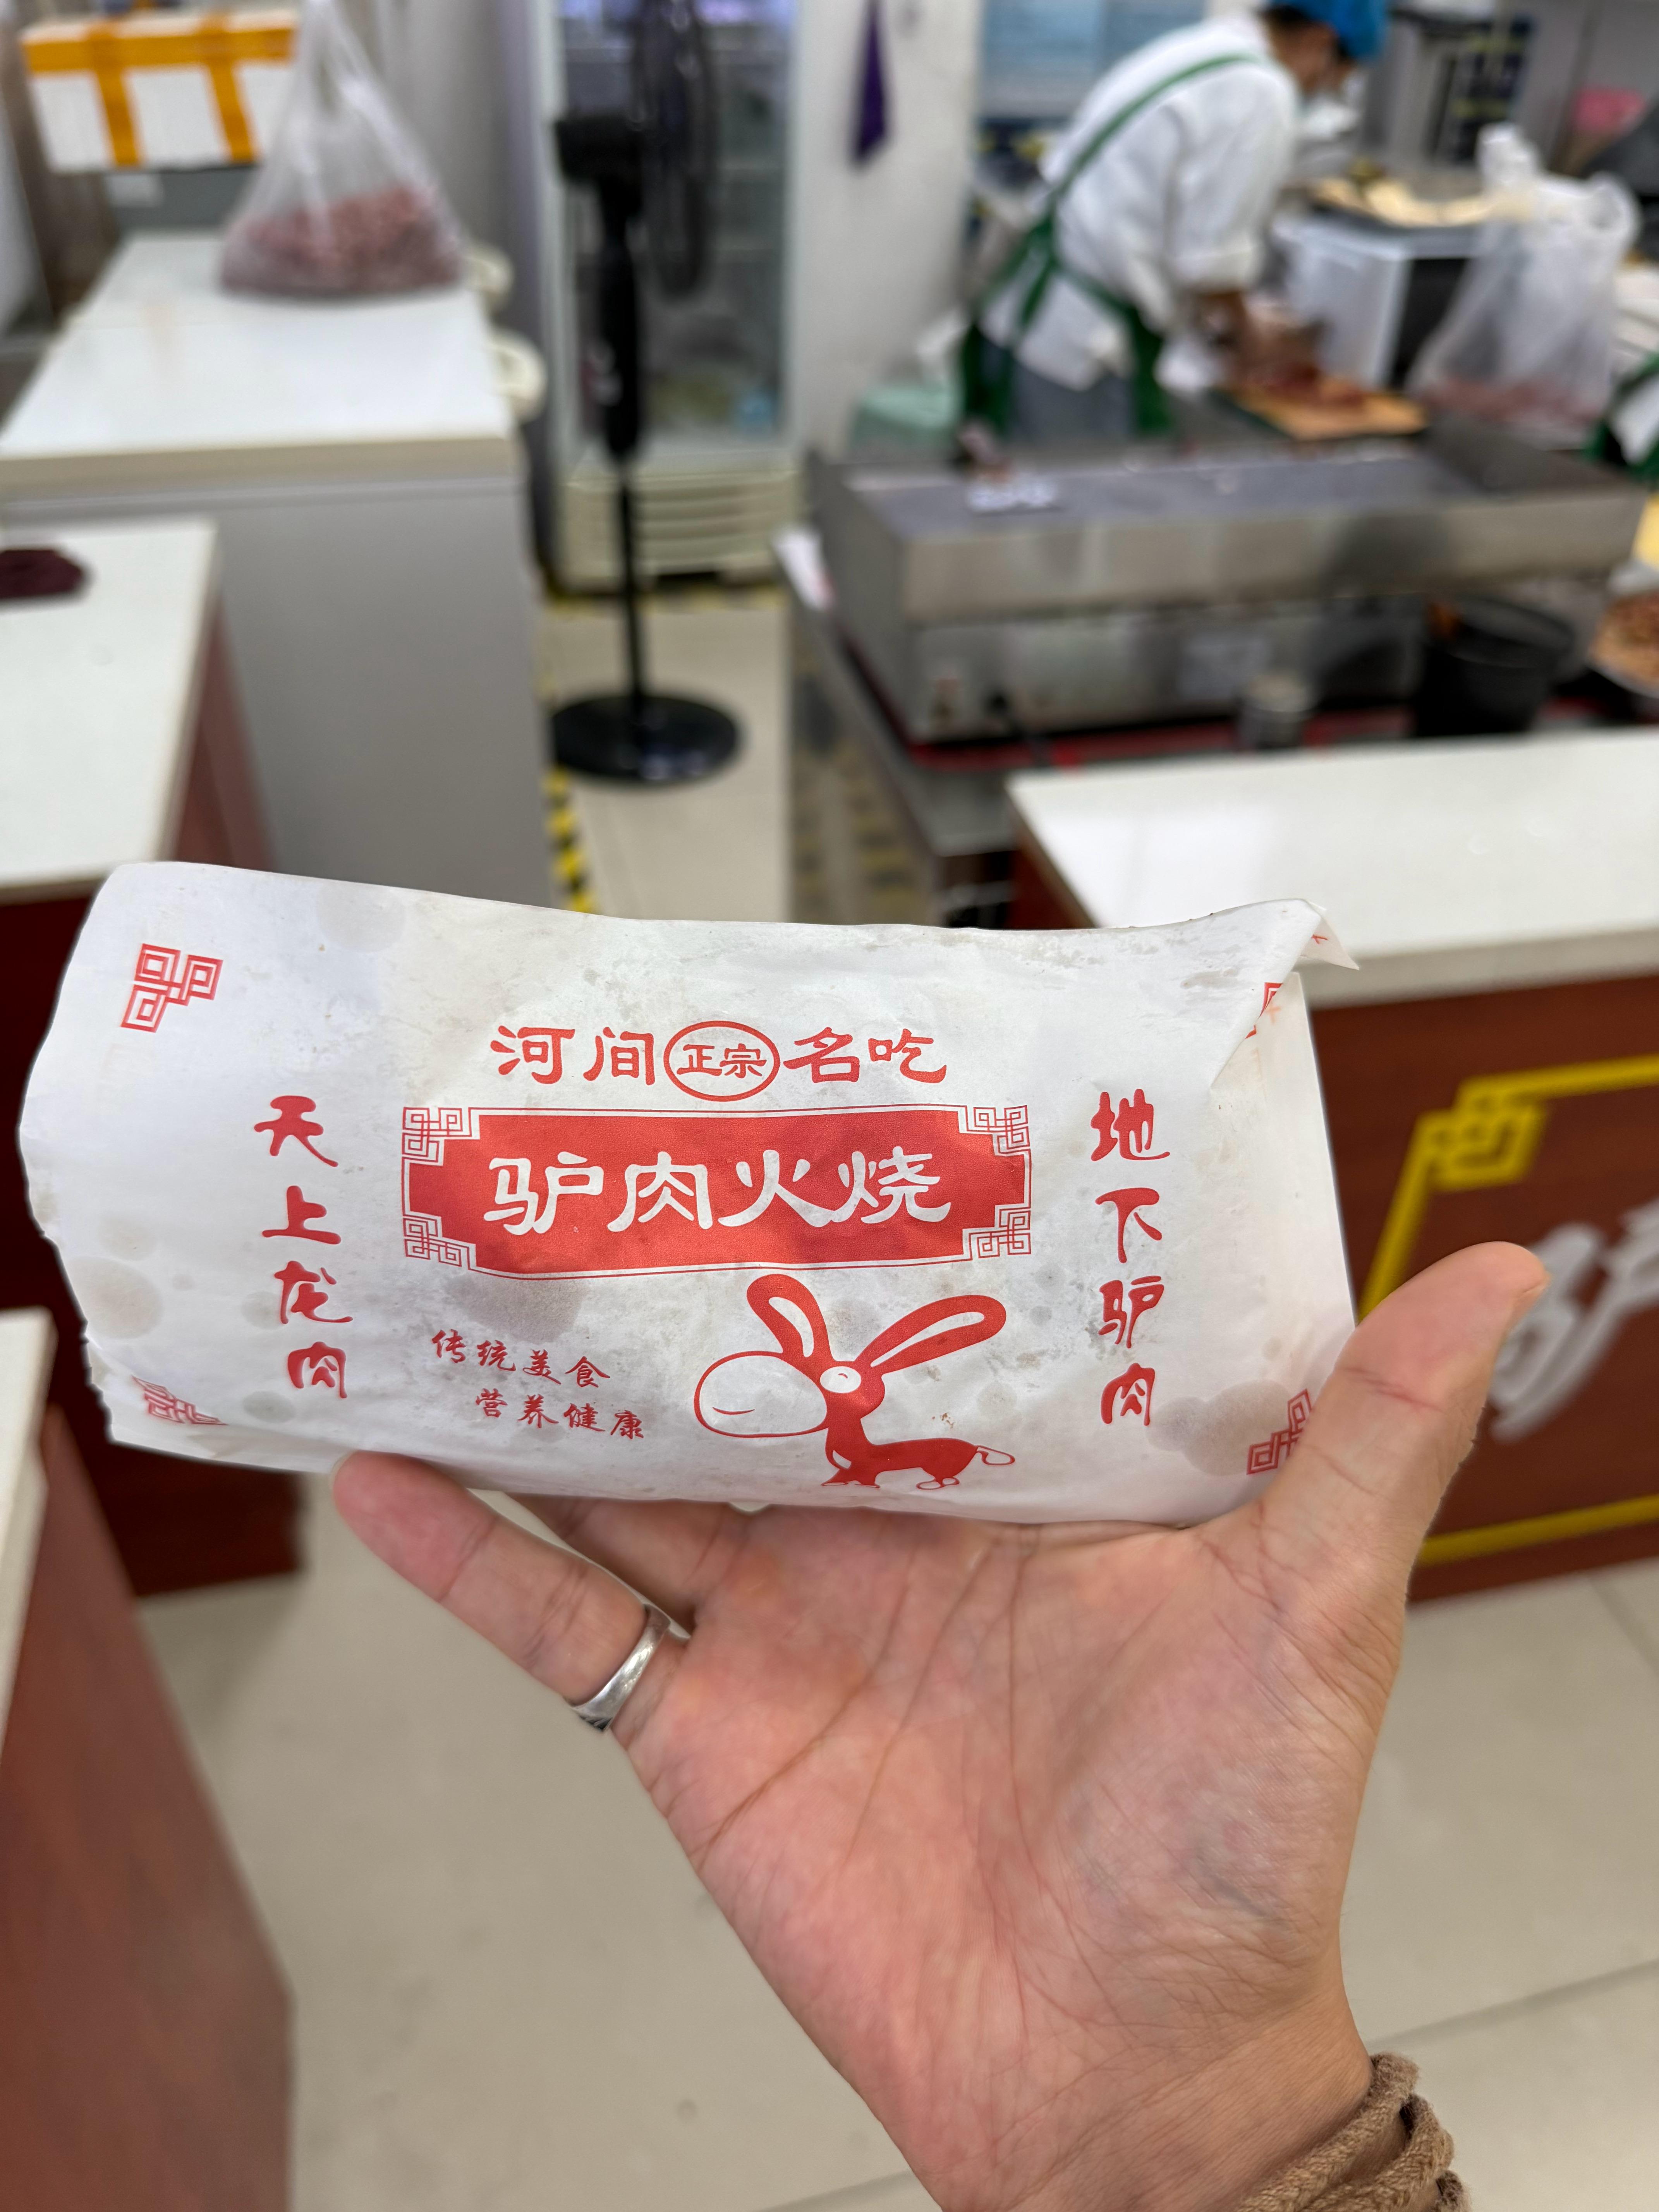 河间正宗名吃
驴肉火烧
天上龙肉
地下驴肉
传统美食
营养健康